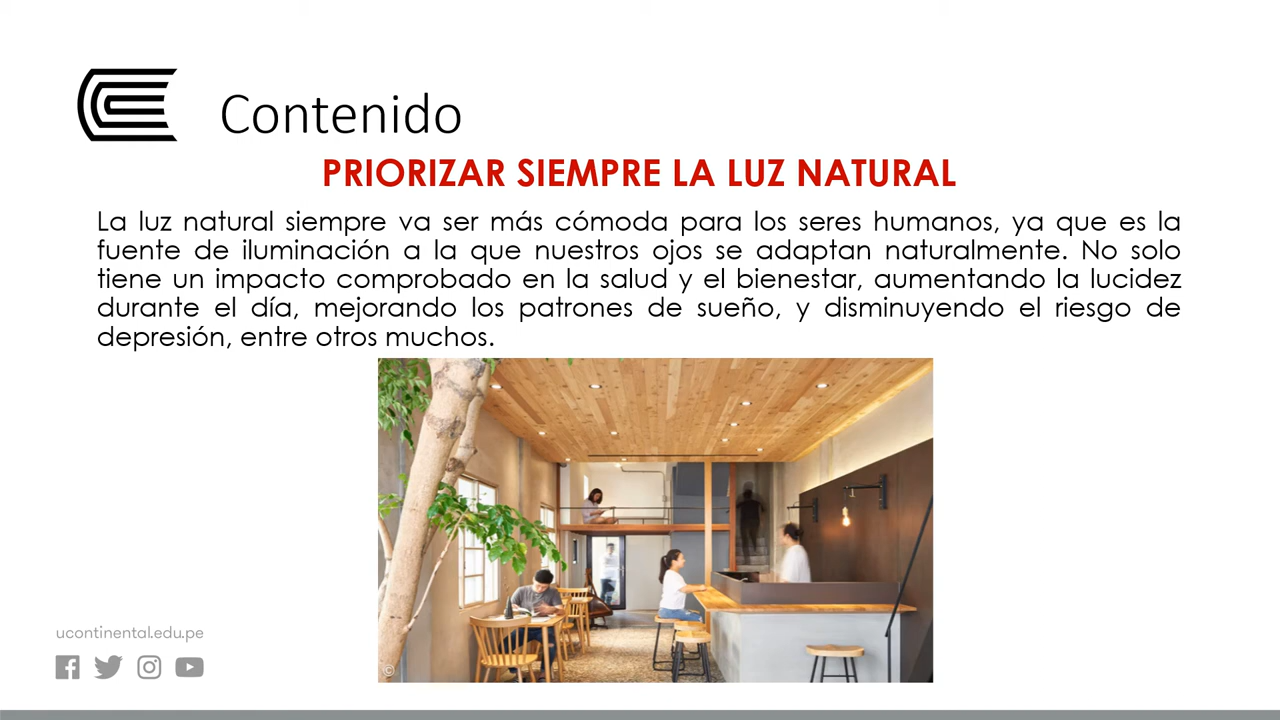 Contenido
PRIORIZAR SIEMPRE LA LUZ NATURAL
La luz natural siempre va ser más cómoda para los seres humanos, ya que es la
fuente de iluminación a la que nuestros ojos se adaptan naturalmente. No solo
tiene un impacto comprobado en la salud y el bienestar, aumentando la lucidez
durante el día, mejorando los patrones de sueño, y disminuyendo el riesgo de
depresión, entre otros muchos.
©
ucontinental.edu.pe